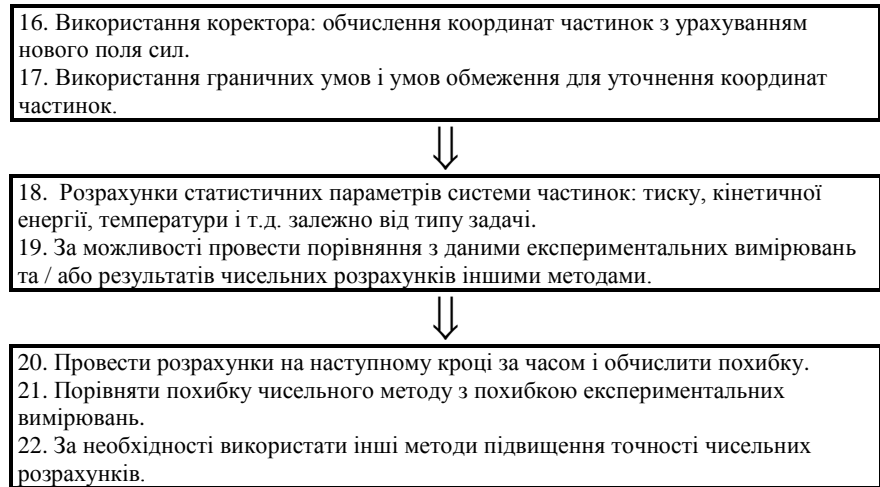 16. Використання коректора: обчислення координат частинок з урахуванням
нового поля сил.
17. Використання граничних умов і умов обмеження для уточнення координат
частинок.
18. Розрахунки статистичних параметрів системи частинок: тиску, кінетичної
енергії, температури і т.д. залежно від типу задачі.
19. За можливості провести порівняння з даними експериментальних вимірювань
та / або результатів чисельних розрахунків іншими методами.
20. Провести розрахунки на наступному кроці за часом і обчислити похибку.
21. Порівняти похибку чисельного методу з похибкою експериментальних
вимірювань.
22. За необхідності використати інші методи підвищення точності чисельних
розрахунків.